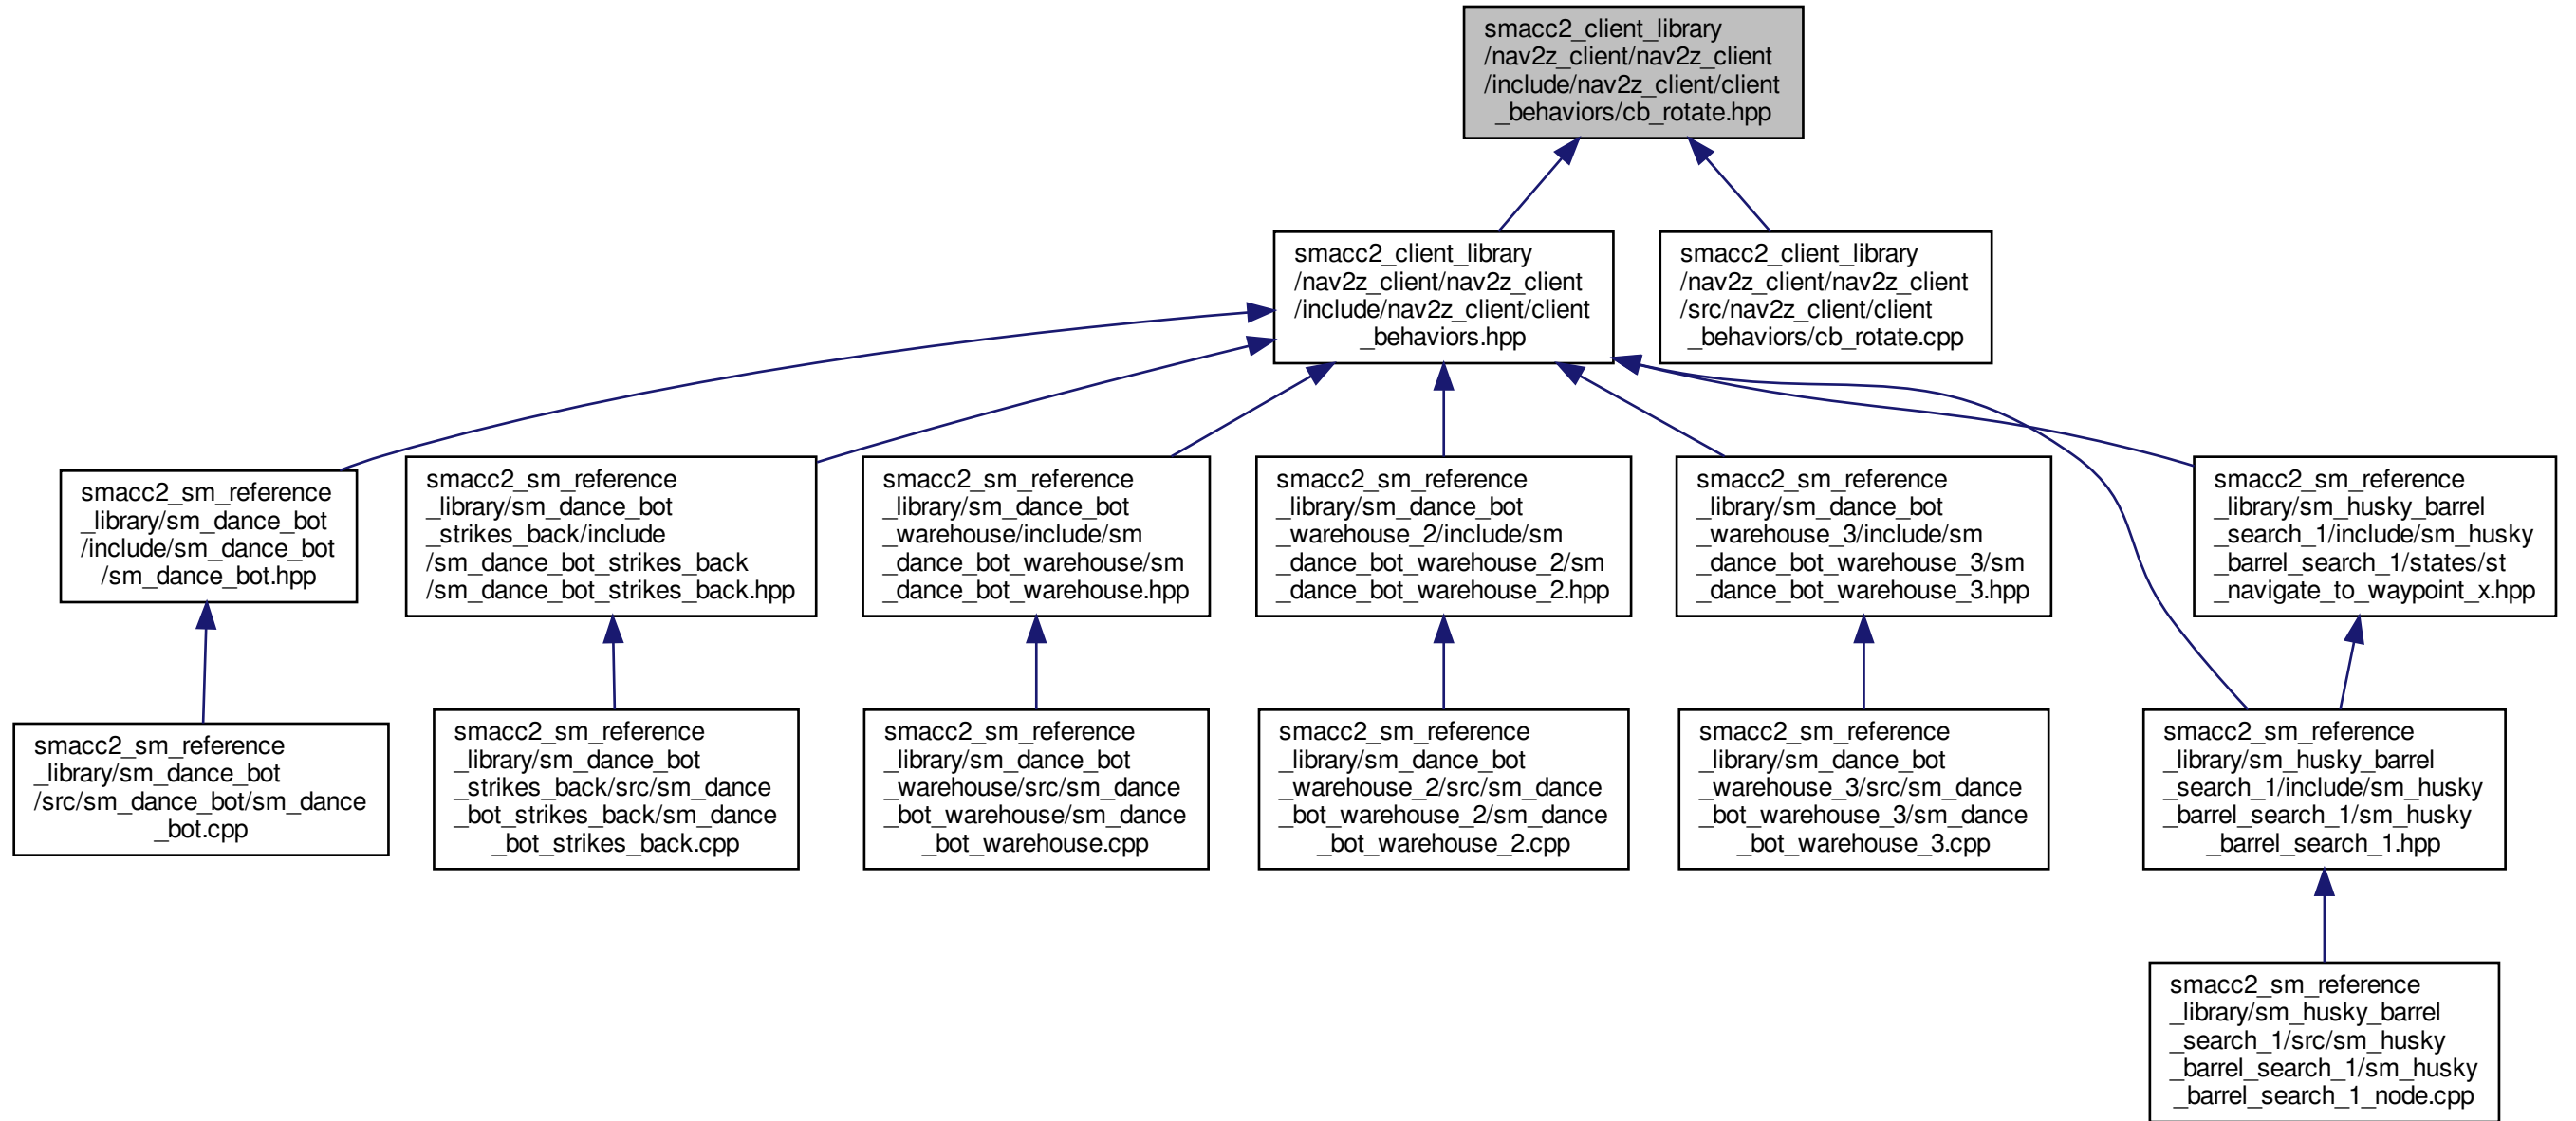 smacc2_client_library
/nav2z_client/nav2z_client
/include/nav2z_client/client
_behaviors/cb_rotate.hpp
smacc2_client_library
/nav2z_client/nav2z_client
/include/nav2z_client/client
_behaviors.hpp
smacc2_client_library
/nav2z_client/nav2z_client
/src/nav2z_client/client
_behaviors/cb_rotate.cpp
smacc2_sm_reference
_library/sm_dance_bot
/include/sm_dance_bot
/sm_dance_bot.hpp
smacc2_sm_reference
_library/sm_dance_bot
_strikes_back/include
/sm_dance_bot_strikes_back
/sm_dance_bot_strikes_back.hpp
smacc2_sm_reference
_library/sm_dance_bot
_warehouse/include/sm
_dance_bot_warehouse/sm
_dance_bot_warehouse.hpp
smacc2_sm_reference
_library/sm_dance_bot
_warehouse_2/include/sm
_dance_bot_warehouse_2/sm
_dance_bot_warehouse_2.hpp
smacc2_sm_reference
_library/sm_dance_bot
_warehouse_3/include/sm
_dance_bot_warehouse_3/sm
_dance_bot_warehouse_3.hpp
smacc2_sm_reference
_library/sm_husky_barrel
_search_1/include/sm_husky
_barrel_search_1/states/st
_navigate_to_waypoint_x.hpp
smacc2_sm_reference
_library/sm_dance_bot
/src/sm_dance_bot/sm_dance
_bot.cpp
smacc2_sm_reference
_library/sm_dance_bot
_strikes_back/src/sm_dance
_bot_strikes_back/sm_dance
_bot_strikes_back.cpp
smacc2_sm_reference
_library/sm_dance_bot
_warehouse/src/sm_dance
_bot_warehouse/sm_dance
_bot_warehouse.cpp
smacc2_sm_reference
_library/sm_dance_bot
_warehouse_2/src/sm_dance
_bot_warehouse_2/sm_dance
_bot_warehouse_2.cpp
smacc2_sm_reference
_library/sm_dance_bot
_warehouse_3/src/sm_dance
_bot_warehouse_3/sm_dance
_bot_warehouse_3.cpp
smacc2_sm_reference
_library/sm_husky_barrel
_search_1/include/sm_husky
_barrel_search_1/sm_husky
_barrel_search_1.hpp
smacc2_sm_reference
_library/sm_husky_barrel
_search_1/src/sm_husky
_barrel_search_1/sm_husky
_barrel_search_1_node.cpp